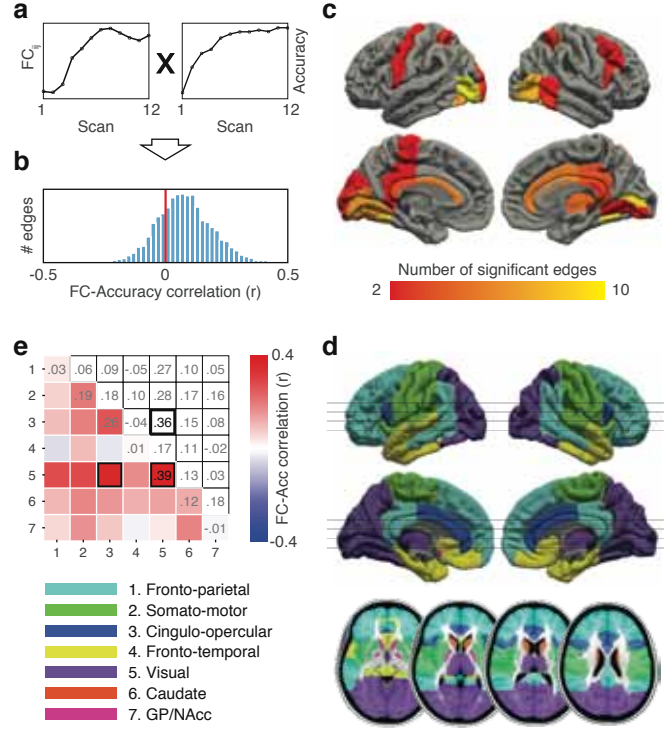 a
FC
X
Accuracy
1 12 1 12
Scan Scan
b
# edges
-0.5 0 0.5
FC-Accuracy correlation (r)
c
Number of significant edges
2 10
e
1 .03 .06 .09 -.05 .27 .10 .05
2 .19 .18 .10 .28 .17 .16
3 .26 -.04 .36 .15 .08
4 .01 .17 .11 -.02
5 .39 .13 .03
6 .12 .18
7 -.01
1 2 3 4 5 6 7
0.4
FC-Acc correlation (r)
-0.4
1. Fronto-parietal
2. Somato-motor
3. Cingulo-opercular
4. Fronto-temporal
5. Visual
6. Caudate
7. GP/NAcc
d